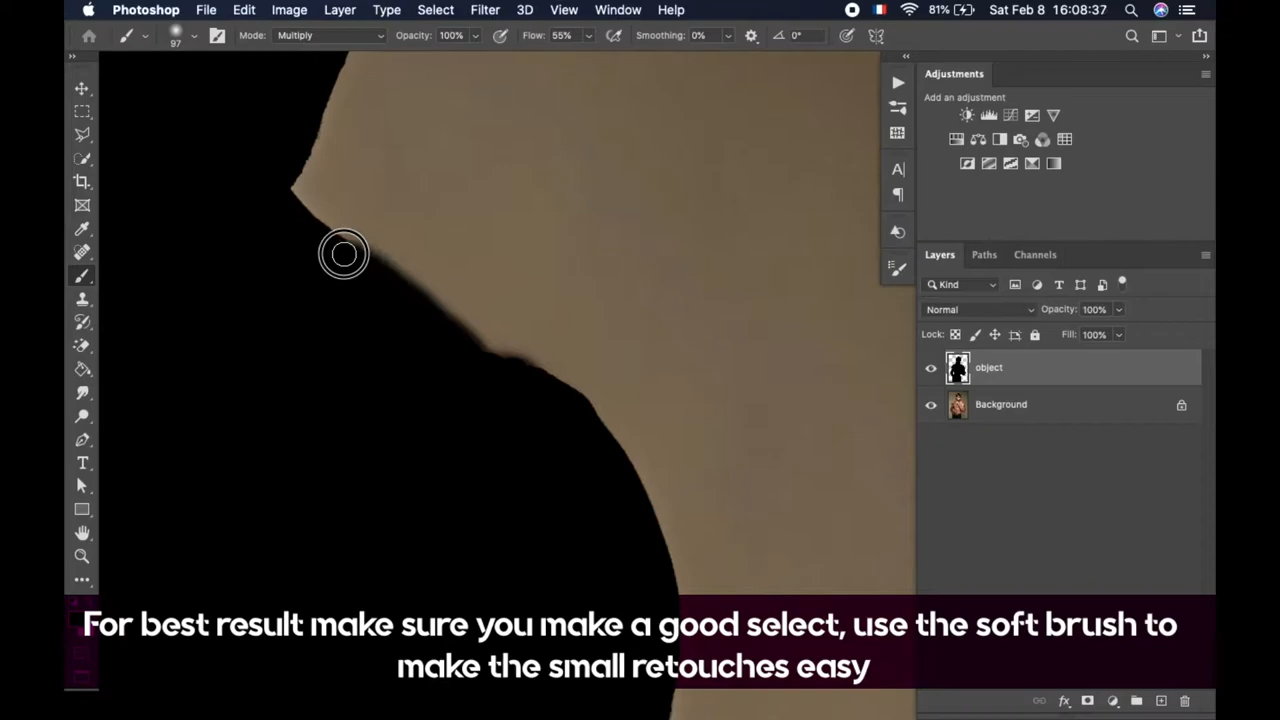 Photoshop File Edit Image Layer Type Select Filter 3D View Window Help 81% Sat Feb 8 16:08:37
97 Mode: Multiply Opacity: 100% Flow: 55% Smoothing: 0% 0°
Adjustments
Add an adjustment
Layers Paths Channels
Kind
Normal Opacity: 100%
Lock: Fill: 100%
object
Background
For best result make sure you make a good select, use the soft brush to
make the small retouches easy